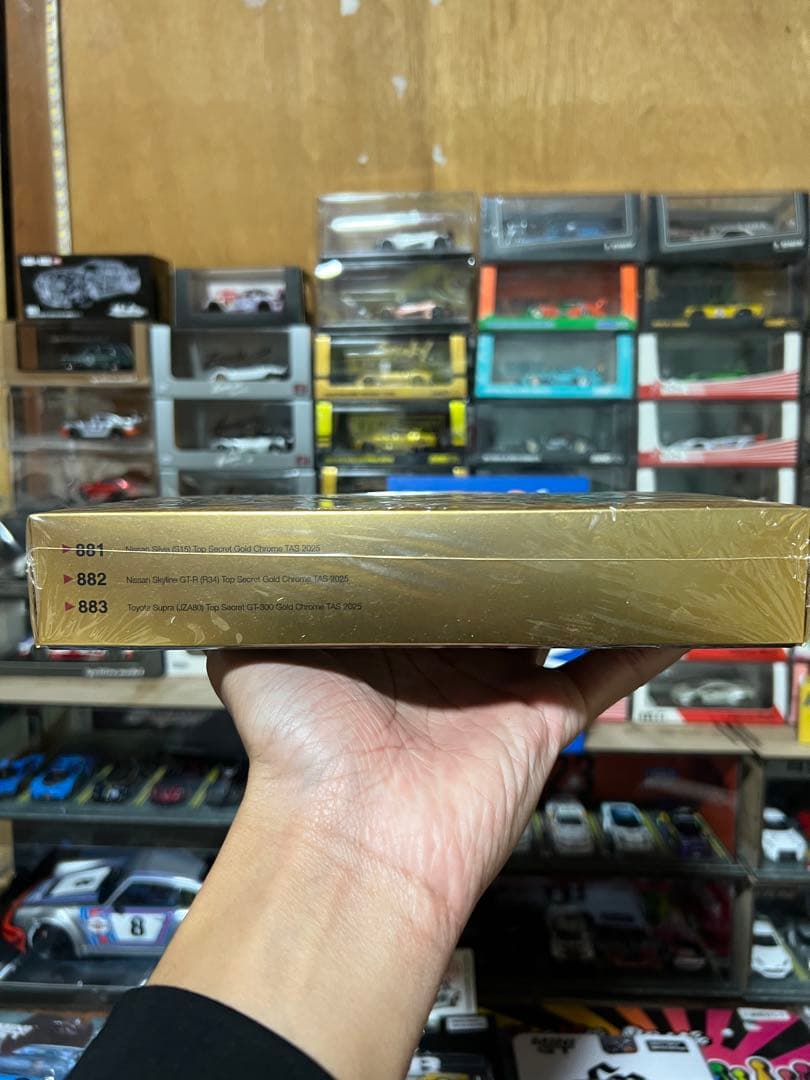 881 Nissan Silvia (S15) Top Secret Gold Chrome TAS 2025
882 Nissan Skyline GT-R (R34) Top Secret Gold Chrome TAS 2025
883 Toyota Supra (JZA80) Top Secret GT-300 Gold Chrome TAS 2025
8